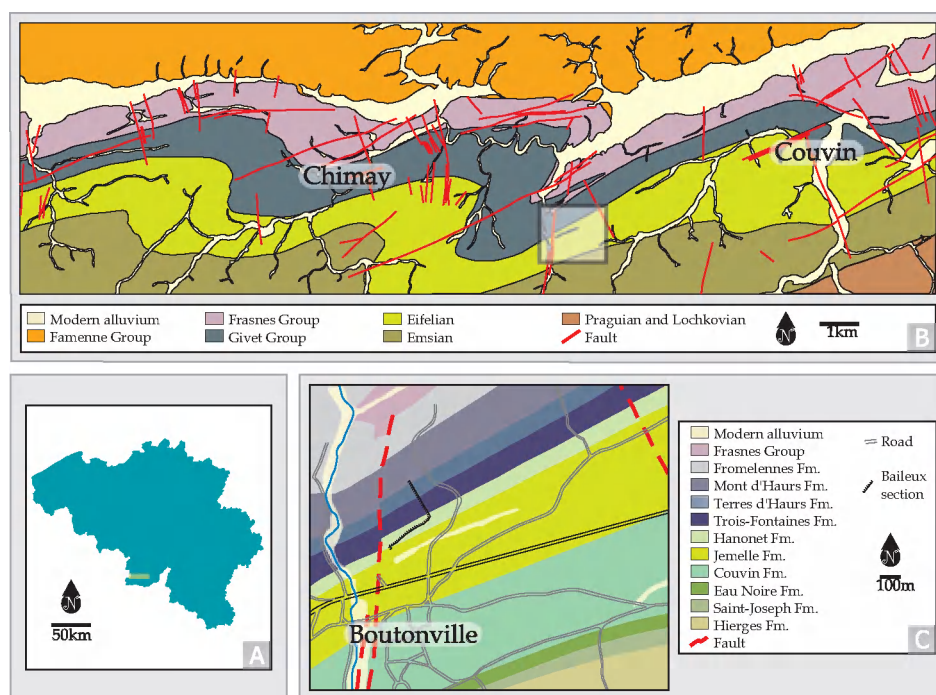 Chimay
Couvin
Modern alluvium
Famenne Group
Frasnes Group
Givet Group
Eifelian
Emsian
Praguian and Lochkovian
Fault
N
1km
B
N
50km
A
Boutonville
Modern alluvium
Frasnes Group
Fromelennes Fm.
Mont d'Haurs Fm.
Terres d'Haurs Fm.
Trois-Fontaines Fm.
Hanonet Fm.
Jemelle Fm.
Couvin Fm.
Eau Noire Fm.
Saint-Joseph Fm.
Hierges Fm.
Fault
Road
Baileux
section
N
100m
C